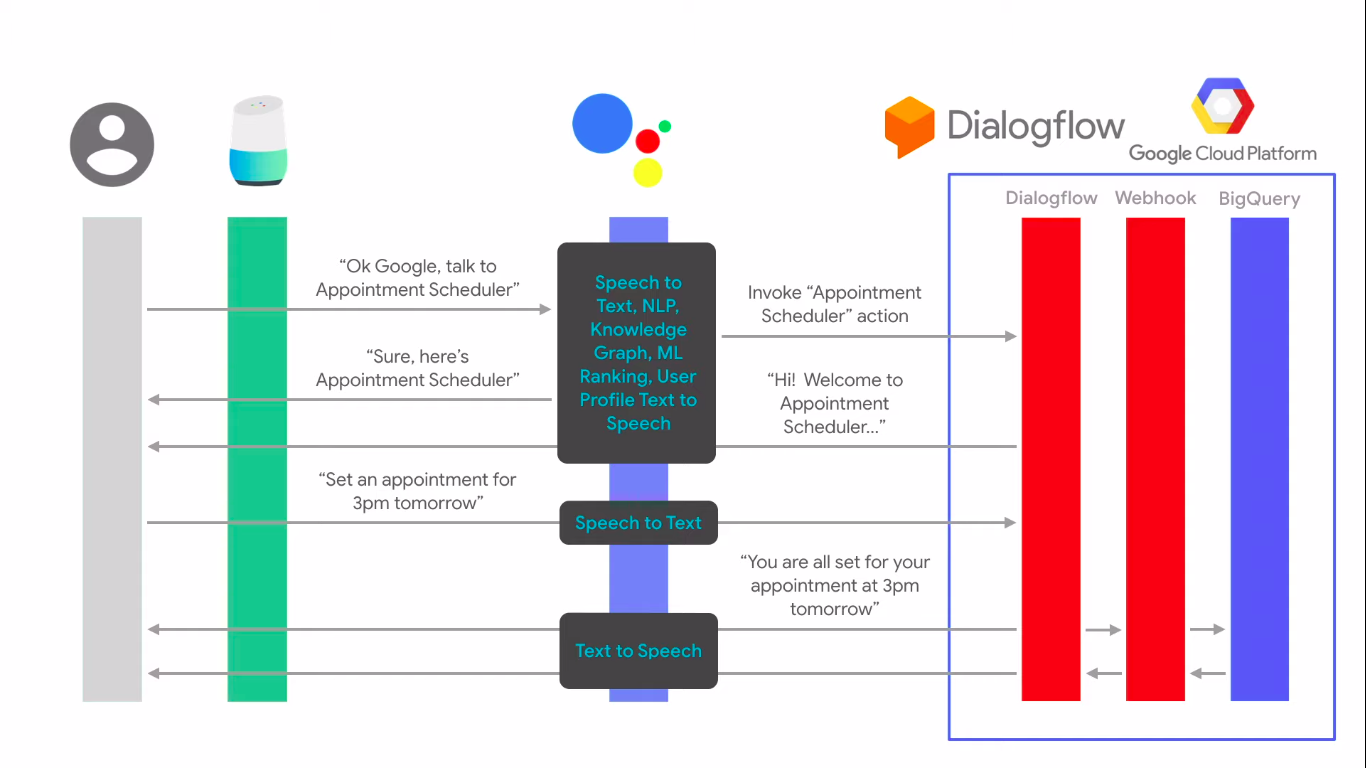 Dialogflow
Google Cloud Platform
Dialogflow
Webhook
BigQuery
“Ok Google, talk to
Appointment Scheduler”
Speech to
Text, NLP,
Knowledge
Graph, ML
Ranking, User
Profile Text to
Speech
Invoke “Appointment
Scheduler” action
“Sure, here’s
Appointment Scheduler”
“Hi!  Welcome to
Appointment
Scheduler...”
“Set an appointment for
3pm tomorrow”
Speech to Text
“You are all set for your
appointment at 3pm
tomorrow”
Text to Speech